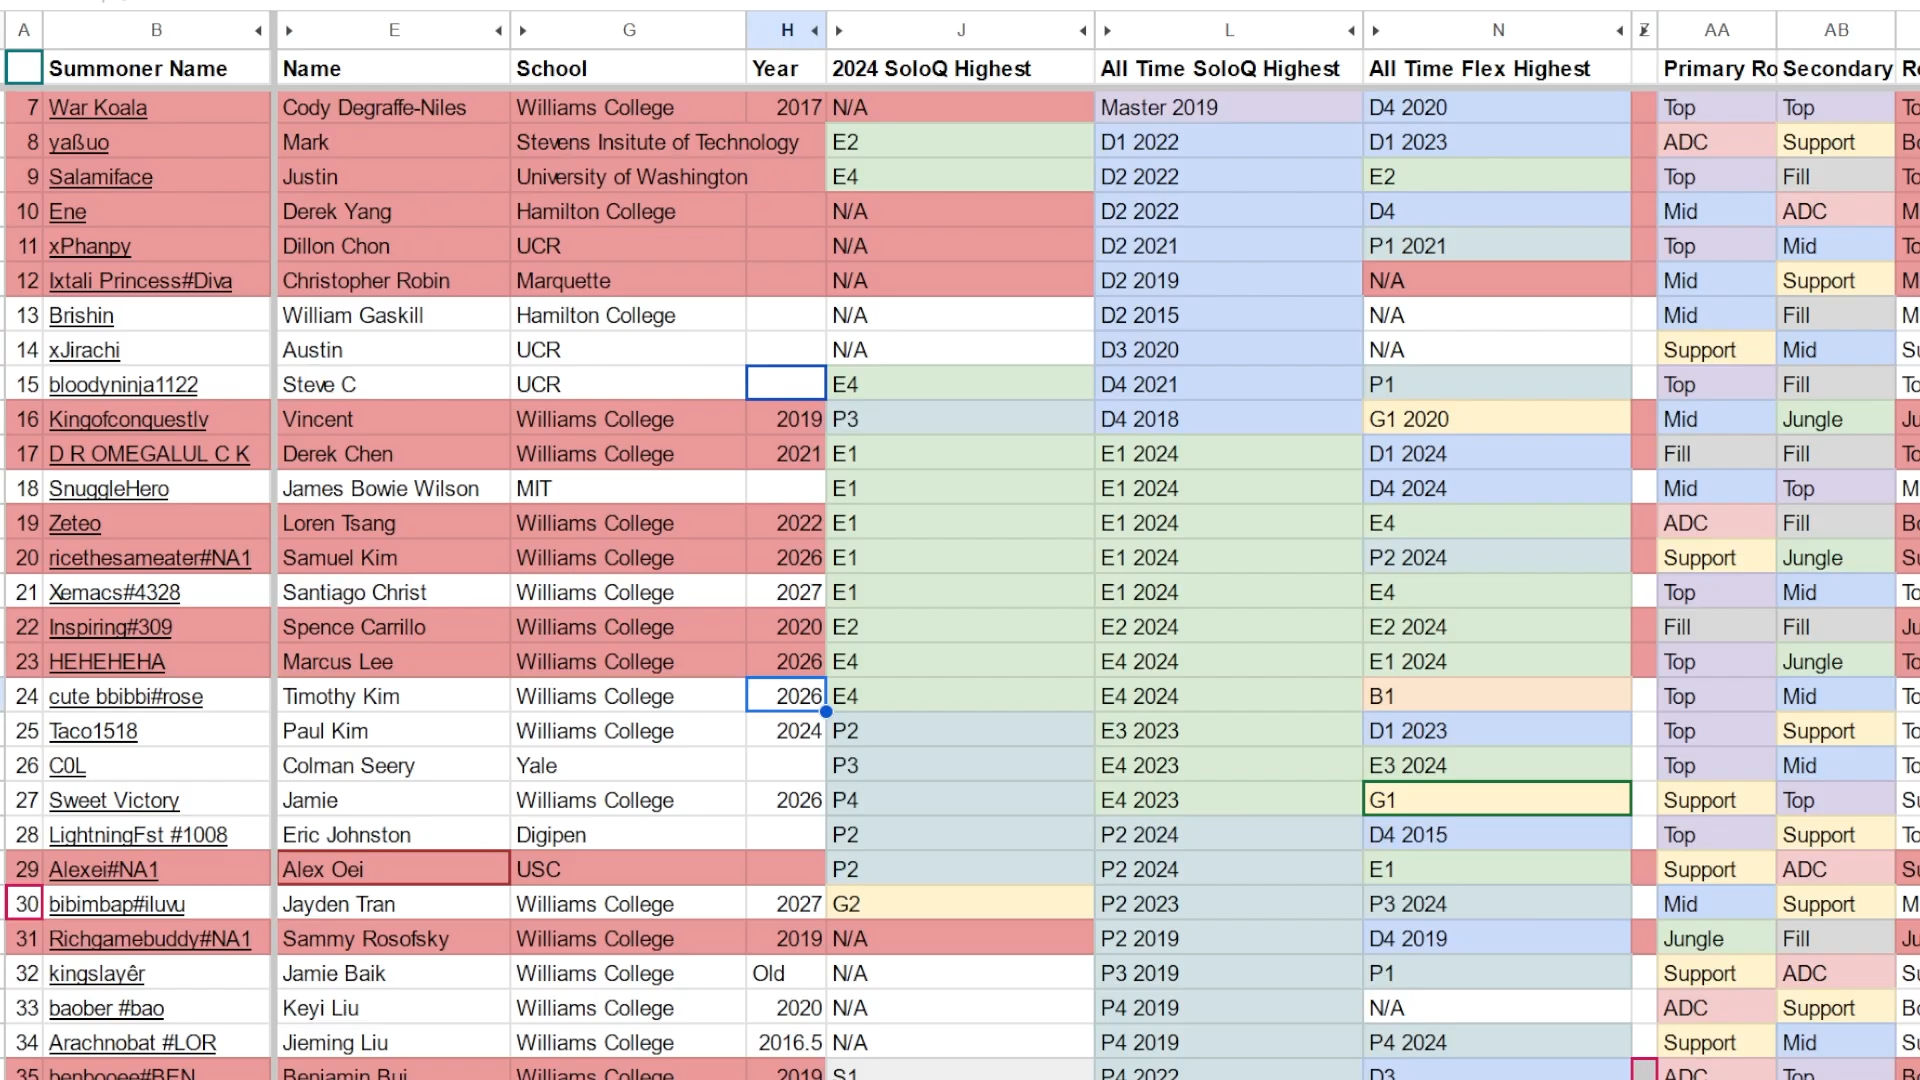 A B E G H J L N Z AA AB
Summoner Name Name School Year 2024 SoloQ Highest All Time SoloQ Highest All Time Flex Highest Primary Ro Secondary
7 War Koala Cody Degraffe-Niles Williams College 2017 N/A Master 2019 D4 2020 Top Top
8 yaßuo Mark Stevens Insitute of Technology E2 D1 2022 D1 2023 ADC Support
9 Salamiface Justin University of Washington E4 D2 2022 E2 Top Fill
10 Ene Derek Yang Hamilton College N/A D2 2022 D4 Mid ADC
11 xPhanpy Dillon Chon UCR N/A D2 2021 P1 2021 Top Mid
12 Ixtali Princess#Diva Christopher Robin Marquette N/A D2 2019 N/A Mid Support
13 Brishin William Gaskill Hamilton College N/A D2 2015 N/A Mid Fill
14 xJirachi Austin UCR N/A D3 2020 N/A Support Mid
15 bloodyninja1122 Steve C UCR E4 D4 2021 P1 Top Fill
16 Kingofconquestlv Vincent Williams College 2019 P3 D4 2018 G1 2020 Mid Jungle
17 D R OMEGALUL C K Derek Chen Williams College 2021 E1 E1 2024 D1 2024 Fill Fill
18 SnuggleHero James Bowie Wilson MIT E1 E1 2024 D4 2024 Mid Top
19 Zeteo Loren Tsang Williams College 2022 E1 E1 2024 E4 ADC Fill
20 ricethesameater#NA1 Samuel Kim Williams College 2026 E1 E1 2024 P2 2024 Support Jungle
21 Xemacs#4328 Santiago Christ Williams College 2027 E1 E1 2024 E4 Top Mid
22 Inspiring#309 Spence Carrillo Williams College 2020 E2 E2 2024 E2 2024 Fill Fill
23 HEHEHEHA Marcus Lee Williams College 2026 E4 E4 2024 E1 2024 Top Jungle
24 cute bbibbi#rose Timothy Kim Williams College 2026 E4 E4 2024 B1 Top Mid
25 Taco1518 Paul Kim Williams College 2024 P2 E3 2023 D1 2023 Top Support
26 C0L Colman Seery Yale P3 E4 2023 E3 2024 Top Mid
27 Sweet Victory Jamie Williams College 2026 P4 E4 2023 G1 Support Top
28 LightningFst #1008 Eric Johnston Digipen P2 P2 2024 D4 2015 Top Support
29 Alexei#NA1 Alex Oei USC P2 P2 2024 E1 Support ADC
30 bibimbap#iluvu Jayden Tran Williams College 2027 G2 P2 2023 P3 2024 Mid Support
31 Richgamebuddy#NA1 Sammy Rosofsky Williams College 2019 N/A P2 2019 D4 2019 Jungle Fill
32 kingslayêr Jamie Baik Williams College Old N/A P3 2019 P1 Support ADC
33 baober #bao Keyi Liu Williams College 2020 N/A P4 2019 N/A ADC Support
34 Arachnobat #LOR Jieming Liu Williams College 2016.5 N/A P4 2019 P4 2024 Support Mid
35 benbooee#BEN Benjamin Bui Williams College 2019 S1 P4 2022 D3 ADC Top